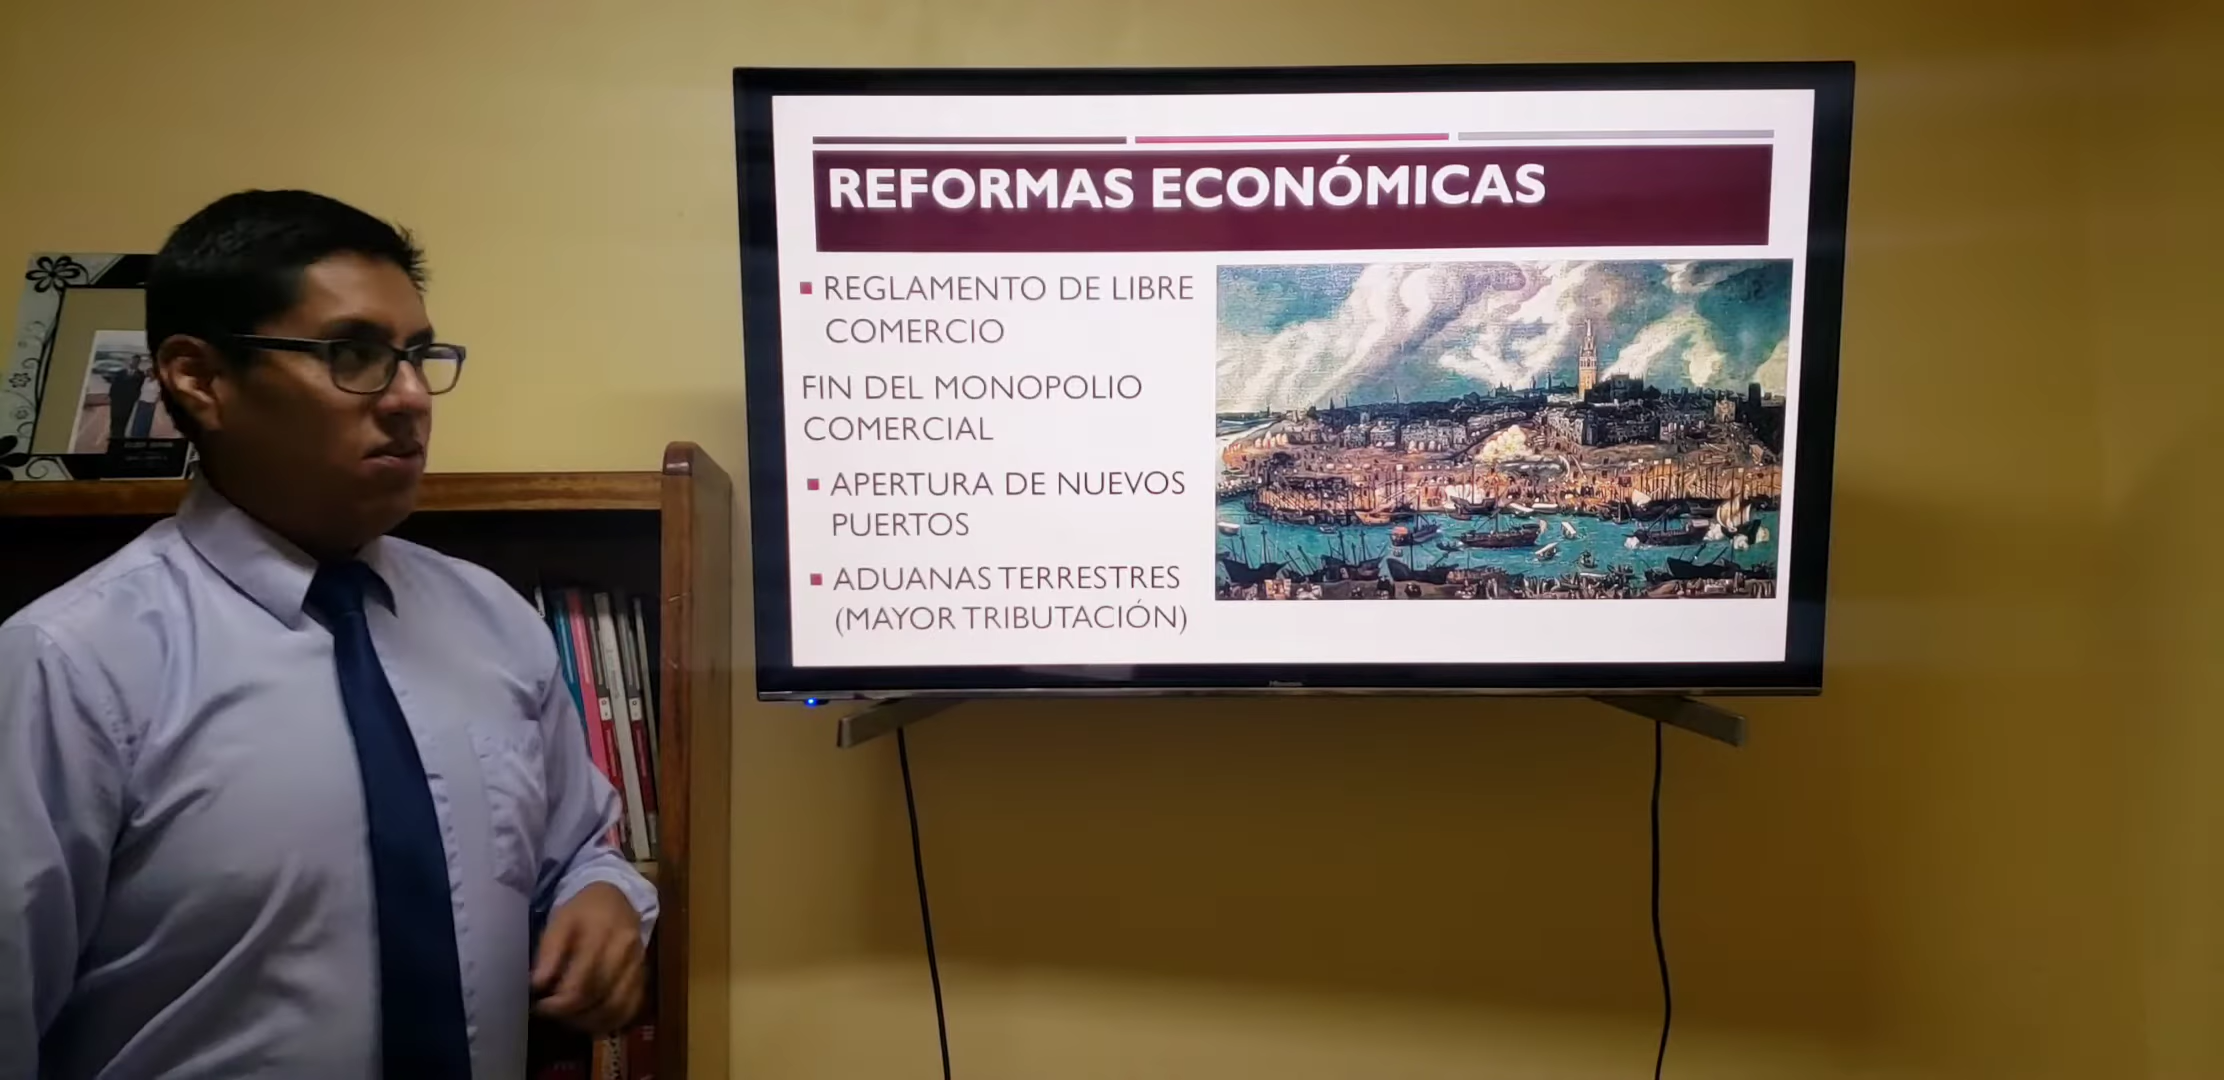 REFORMAS ECONÓMICAS
REGLAMENTO DE LIBRE
COMERCIO
FIN DEL MONOPOLIO
COMERCIAL
APERTURA DE NUEVOS
PUERTOS
ADUANAS TERRESTRES
(MAYOR TRIBUTACIÓN)